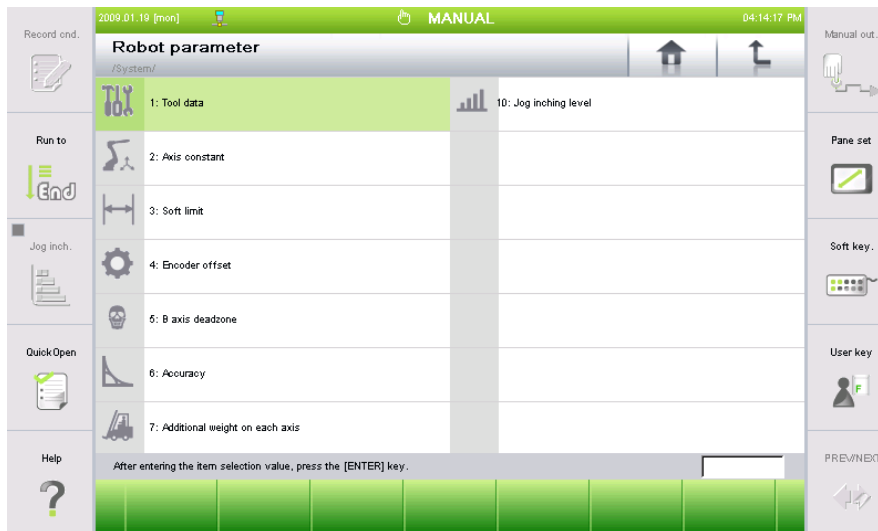 2009.01.19 [mon]
MANUAL
04:14:17 PM
Robot parameter
/System/
Record cnd.
Run to
End
Jog inch.
Quick Open
Help
1: Tool data
2: Axis constant
3: Soft limit
4: Encoder offset
5: B axis deadzone
6: Accuracy
7: Additional weight on each axis
10: Jog inching level
After entering the item selection value, press the [ENTER] key.
Manual out.
Pane set
Soft key.
User key
F
PREV/NEXT